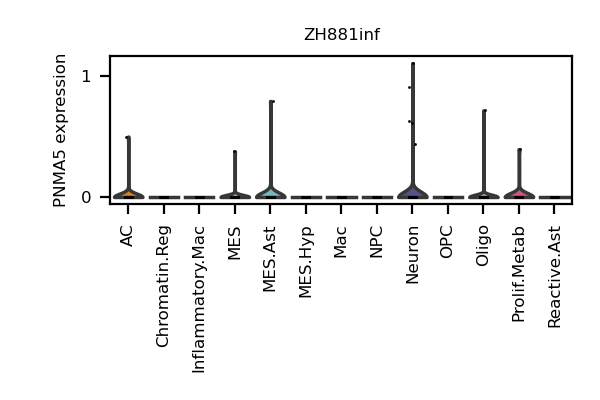 ZH881inf
PNMA5 expression
1
0
AC
Chromatin.Reg
Inflammatory.Mac
MES
MES.Ast
MES.Hyp
Mac
NPC
Neuron
OPC
Oligo
Prolif.Metab
Reactive.Ast